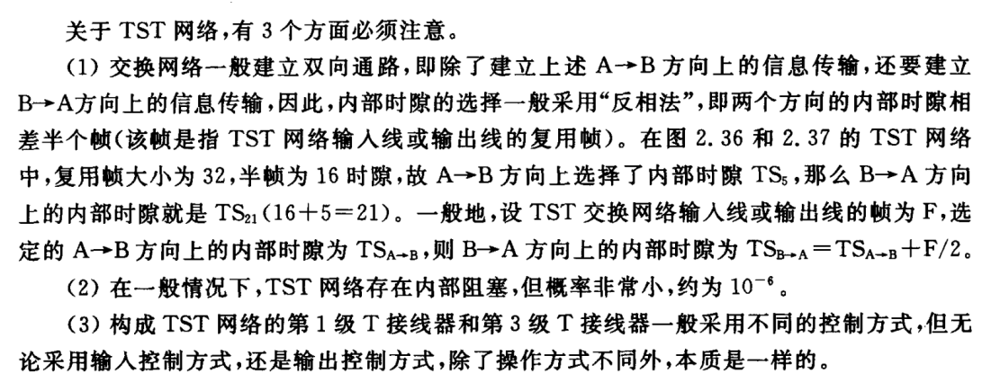 关于 TST 网络,有 3 个方面必须注意。
(1) 交换网络一般建立双向通路,即除了建立上述 A→B 方向上的信息传输,还要建立
B→A方向上的信息传输,因此,内部时隙的选择一般采用“反相法”,即两个方向的内部时隙相
差半个帧(该帧是指 TST 网络输入线或输出线的复用帧)。在图 2.36 和 2.37 的 TST 网络
中,复用帧大小为 32,半帧为 16 时隙,故 A→B 方向上选择了内部时隙 TS₅,那么 B→A 方向
上的内部时隙就是 TS₂₁(16+5=21)。一般地,设 TST 交换网络输入线或输出线的帧为 F,选
定的 A→B 方向上的内部时隙为 TS_A→B,则 B→A 方向上的内部时隙为 TS_B→A=TS_A→B+F/2。
(2) 在一般情况下,TST 网络存在内部阻塞,但概率非常小,约为 10⁻⁶。
(3) 构成 TST 网络的第 1 级 T 接线器和第 3 级 T 接线器一般采用不同的控制方式,但无
论采用输入控制方式,还是输出控制方式,除了操作方式不同外,本质是一样的。